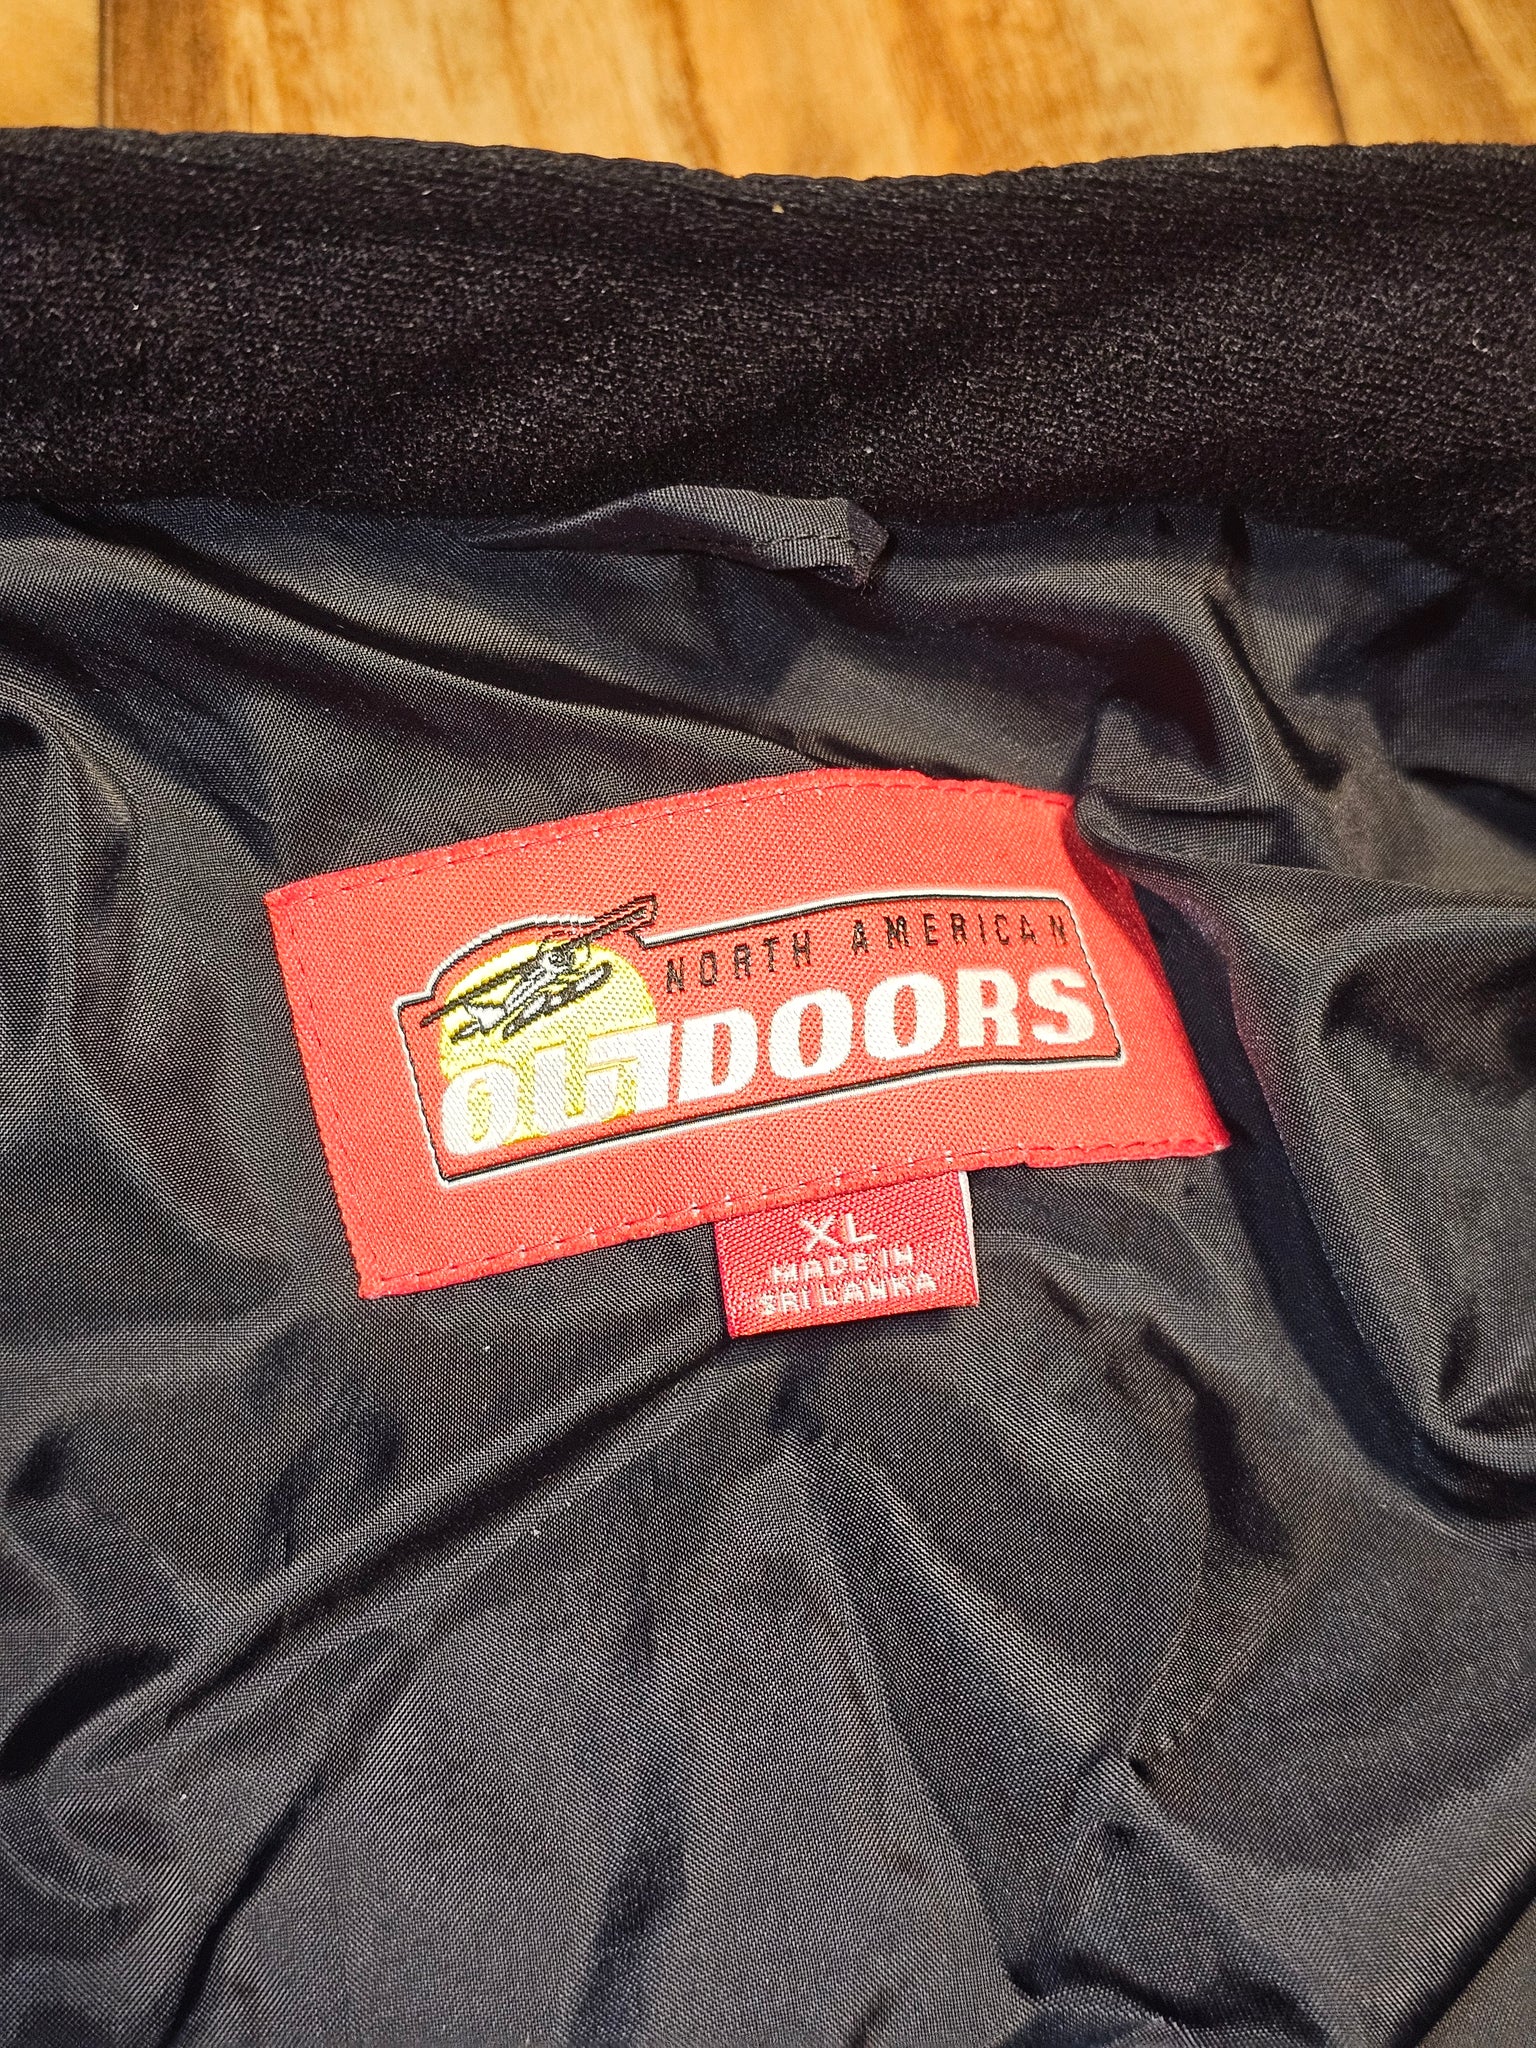 NORTH AMERICAN
OUTDOORS
XL
MADE IN
SRI LANKA